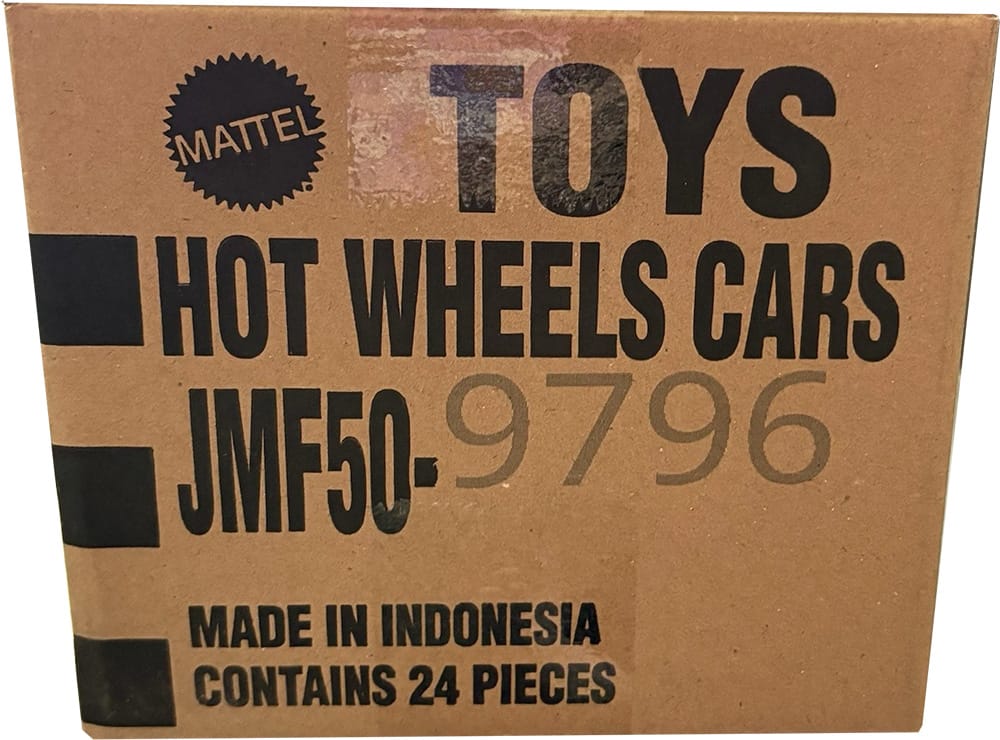 MATTEL
TOYS
HOT WHEELS CARS
JMF50-9796
MADE IN INDONESIA
CONTAINS 24 PIECES